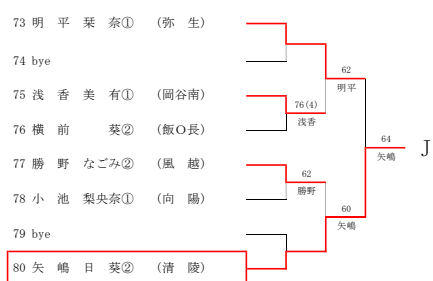 73 明 平 栞 奈① (弥 生)
74 bye
62
明平
75 浅 香 美 有① (岡谷南)
76(4)
浅香
76 横 前 葵② (飯O長)
64
矢嶋
J
77 勝 野 なごみ② (風 越)
62
勝野
78 小 池 梨央奈① (向 陽)
60
矢嶋
79 bye
80 矢 嶋 日 葵② (清 陵)